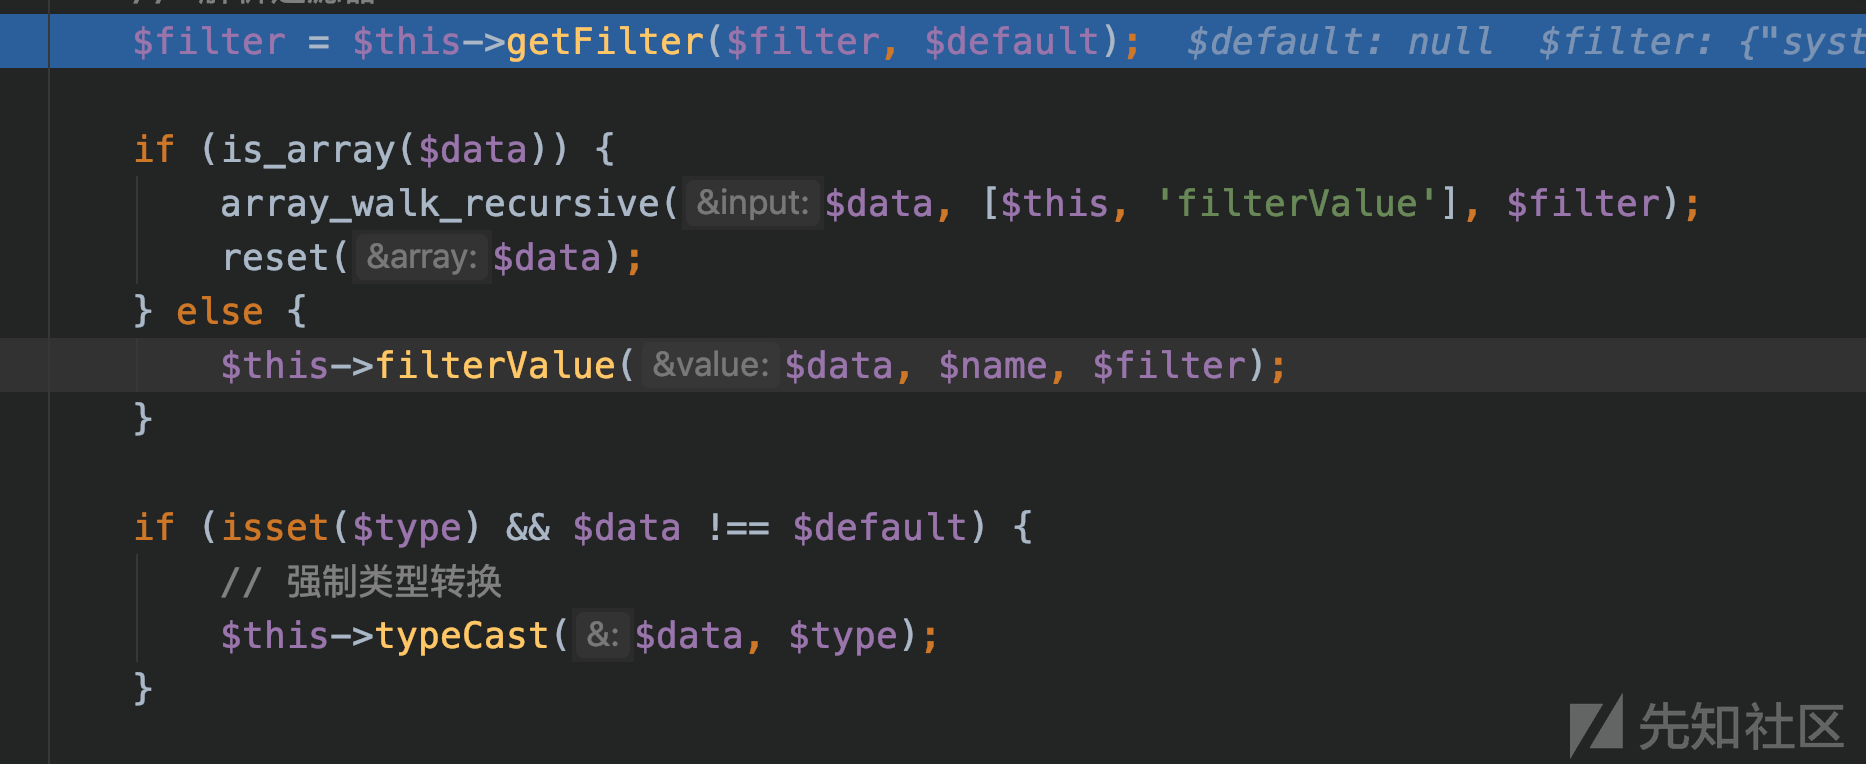 $filter = $this->getFilter($filter, $default); $default: null $filter: {"syst
if (is_array($data)) {
array_walk_recursive( &input: $data, [$this, 'filterValue'], $filter);
reset( &array: $data);
} else {
$this->filterValue( &value: $data, $name, $filter);
}
if (isset($type) && $data !== $default) {
// 强制类型转换
$this->typeCast( &: $data, $type);
}
先知社区